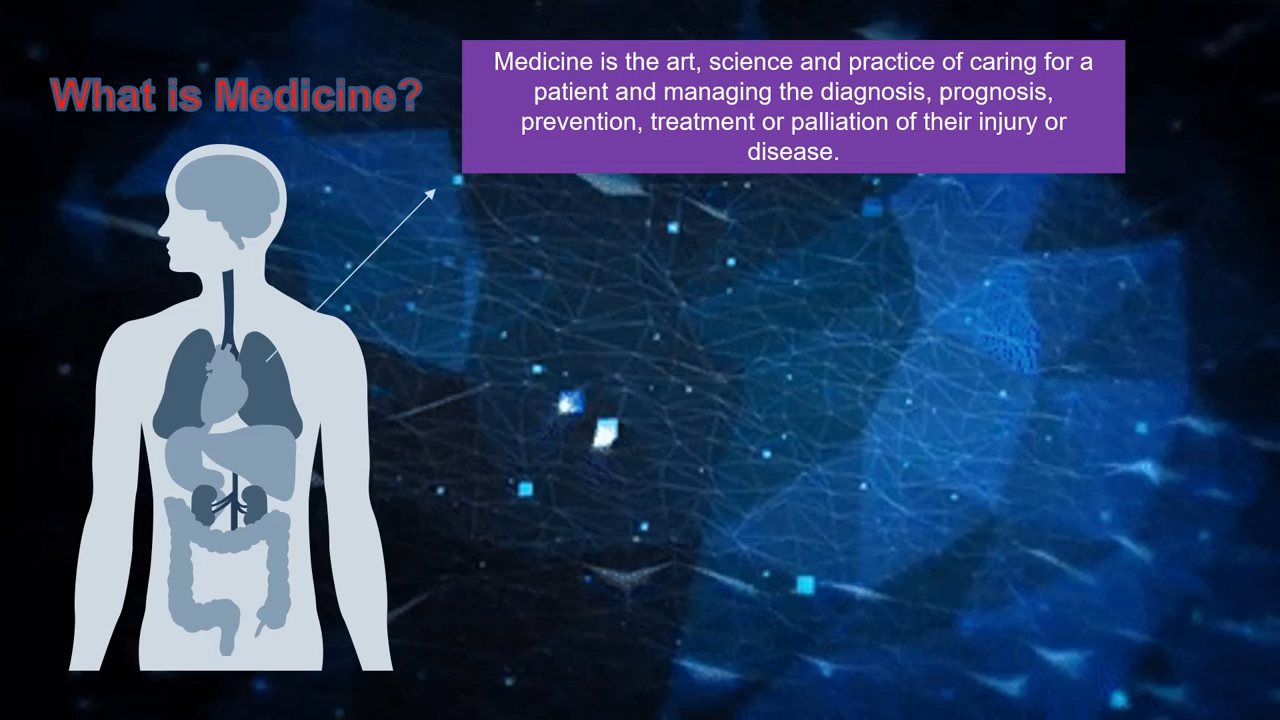 What is Medicine?
Medicine is the art, science and practice of caring for a
patient and managing the diagnosis, prognosis,
prevention, treatment or palliation of their injury or
disease.